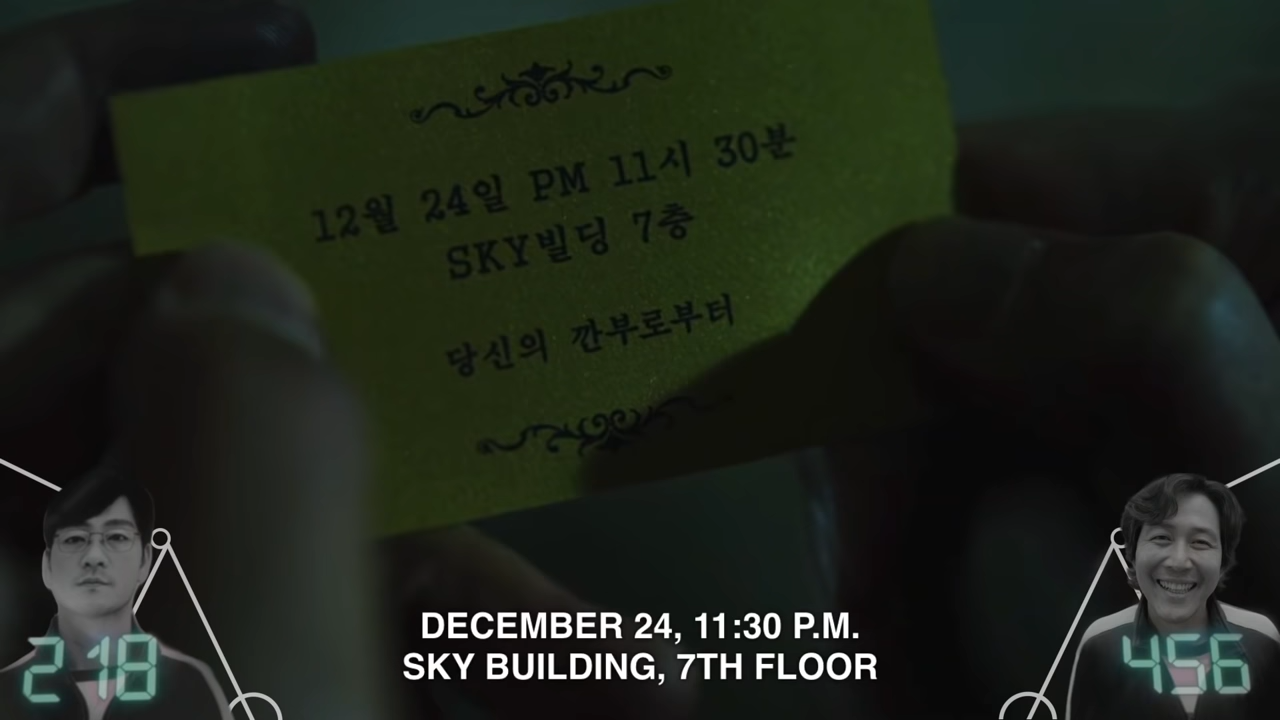 12월 24일 PM 11시 30분
SKY빌딩 7층
당신의 깐부로부터
DECEMBER 24, 11:30 P.M.
SKY BUILDING, 7TH FLOOR
218
456